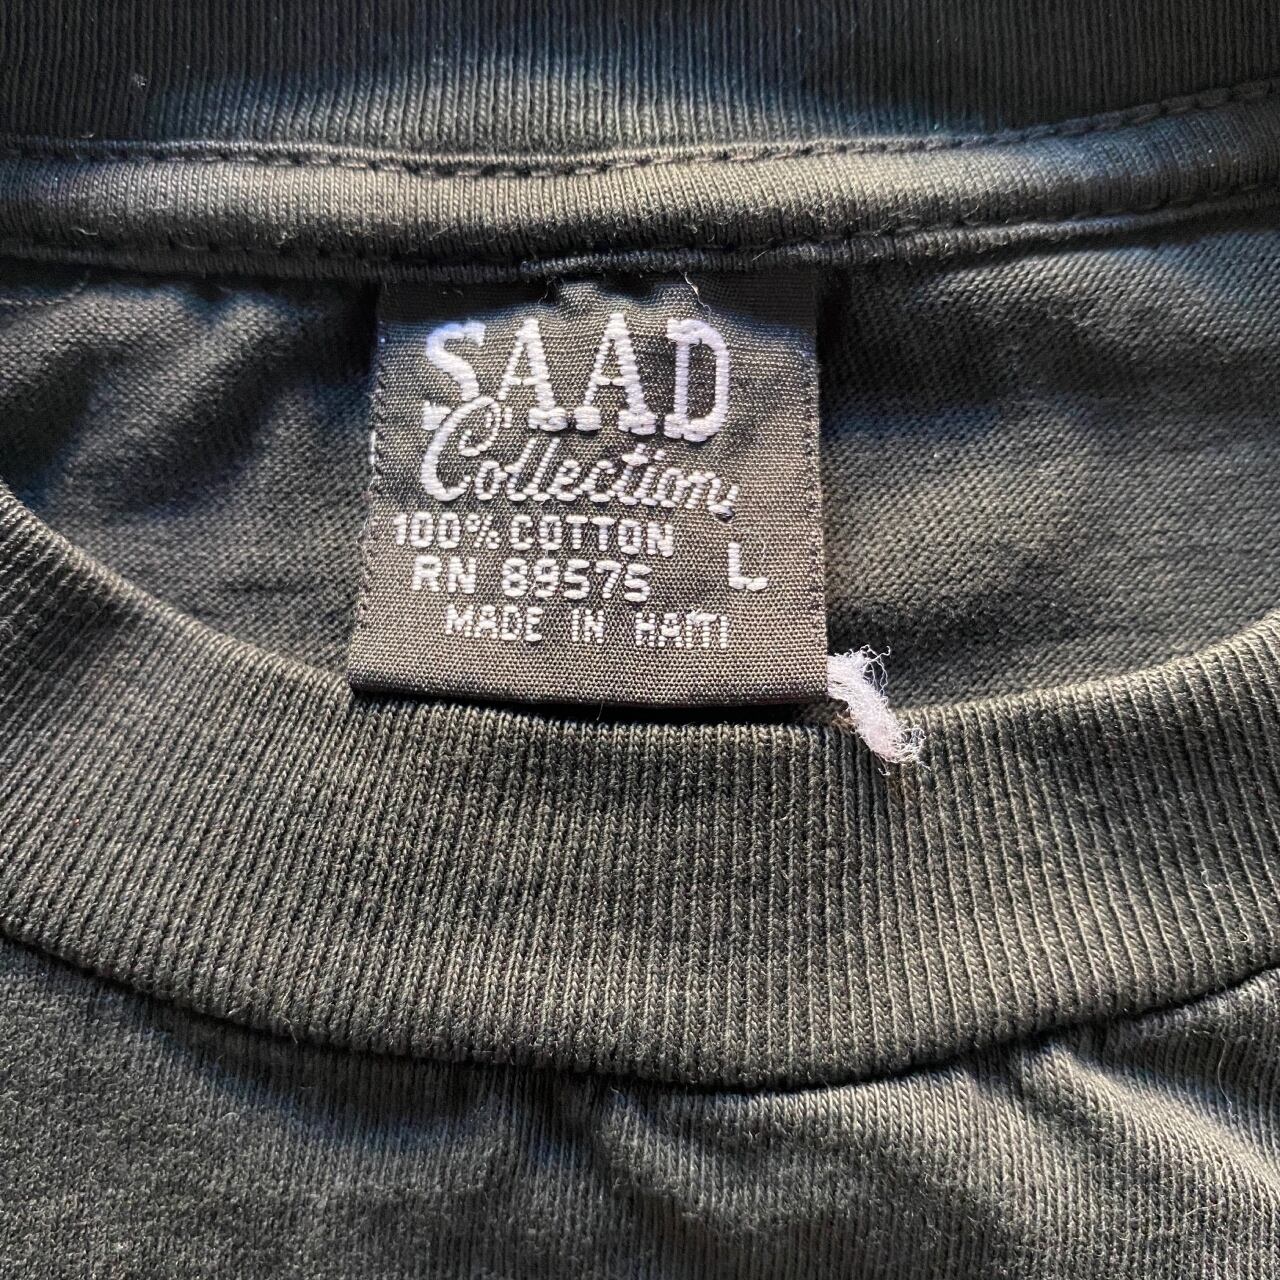 SAAD
Collection
100% COTTON
L
RN 89575
MADE IN HAITI